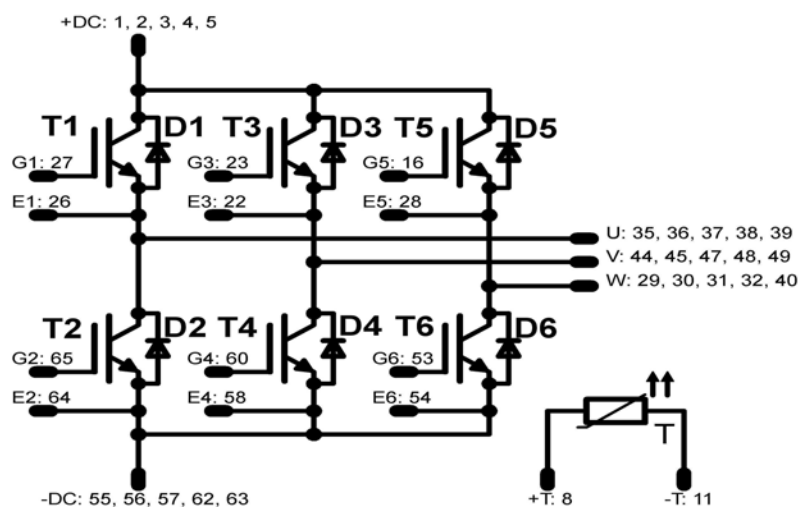 +DC: 1, 2, 3, 4, 5
T1 D1 T3 D3 T5 D5
G1: 27 G3: 23 G5: 16
E1: 26 E3: 22 E5: 28
U: 35, 36, 37, 38, 39
V: 44, 45, 47, 48, 49
W: 29, 30, 31, 32, 40
T2 D2 T4 D4 T6 D6
G2: 65 G4: 60 G6: 53
E2: 64 E4: 58 E6: 54
T
-DC: 55, 56, 57, 62, 63
+T: 8 -T: 11